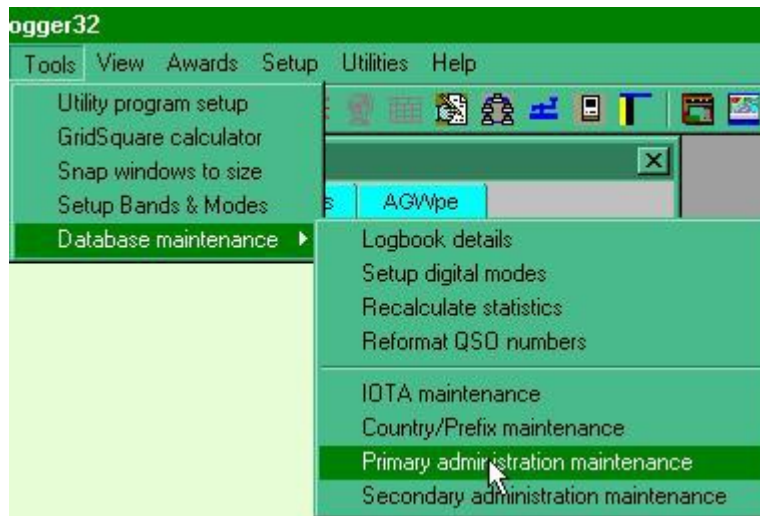 ogger32
Tools View Awards Setup Utilities Help
Utility program setup
GridSquare calculator
Snap windows to size
Setup Bands & Modes
s AGWpe
Database maintenance
Logbook details
Setup digital modes
Recalculate statistics
Reformat QSO numbers
IOTA maintenance
Country/Prefix maintenance
Primary administration maintenance
Secondary administration maintenance